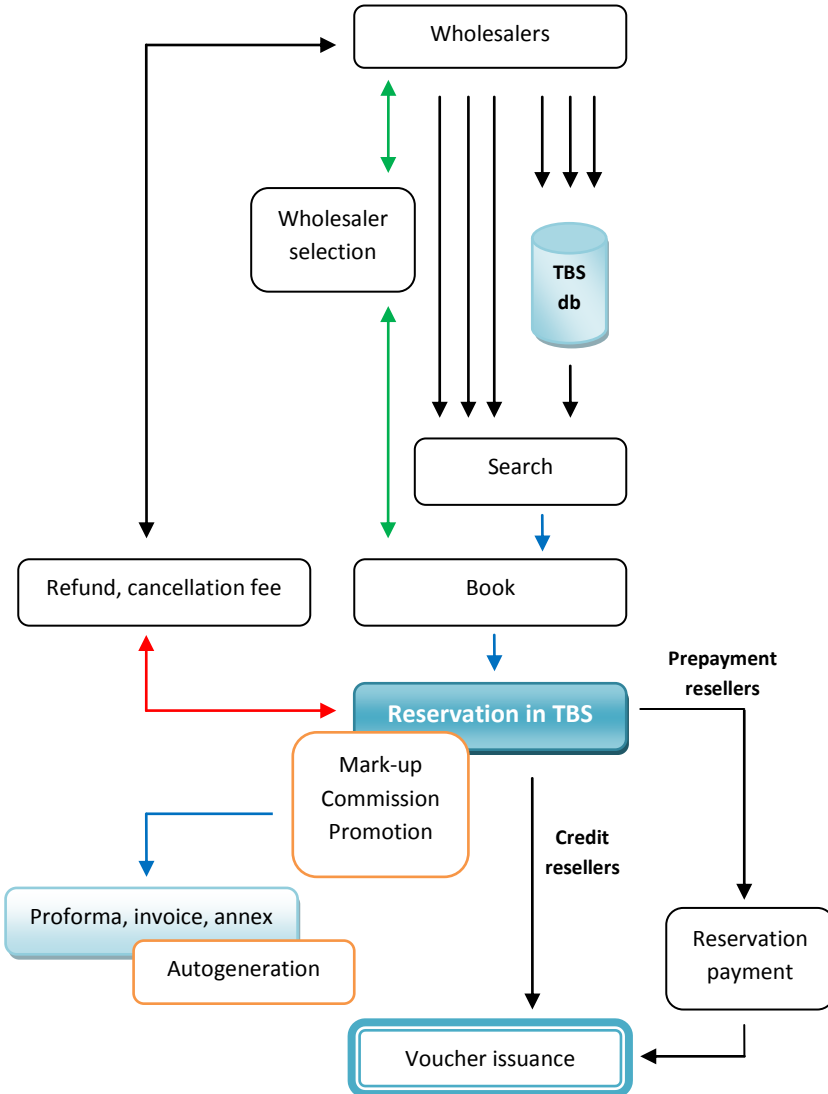 Wholesalers
Wholesaler
selection
TBS
db
Search
Refund, cancellation fee
Book
Prepayment
resellers
Reservation in TBS
Mark-up
Commission
Promotion
Credit
resellers
Proforma, invoice, annex
Autogeneration
Reservation
payment
Voucher issuance